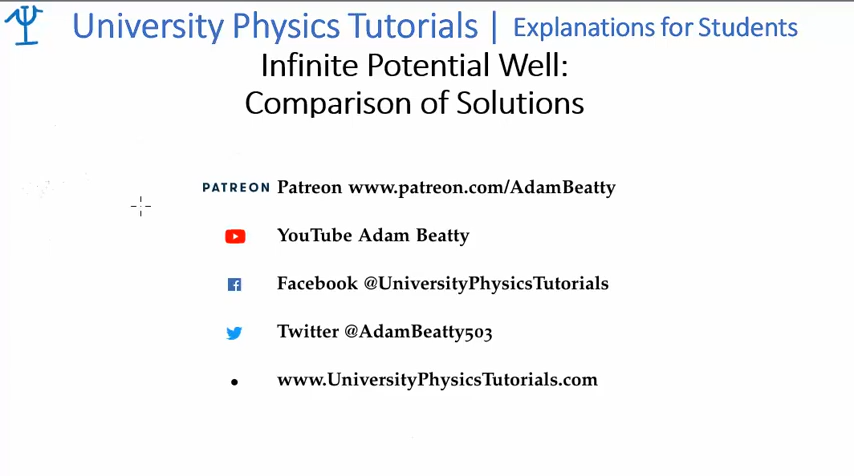 University Physics Tutorials | Explanations for Students
Infinite Potential Well:
Comparison of Solutions
PATREON Patreon www.patreon.com/AdamBeatty
YouTube Adam Beatty
Facebook @UniversityPhysicsTutorials
Twitter @AdamBeatty503
• www.UniversityPhysicsTutorials.com